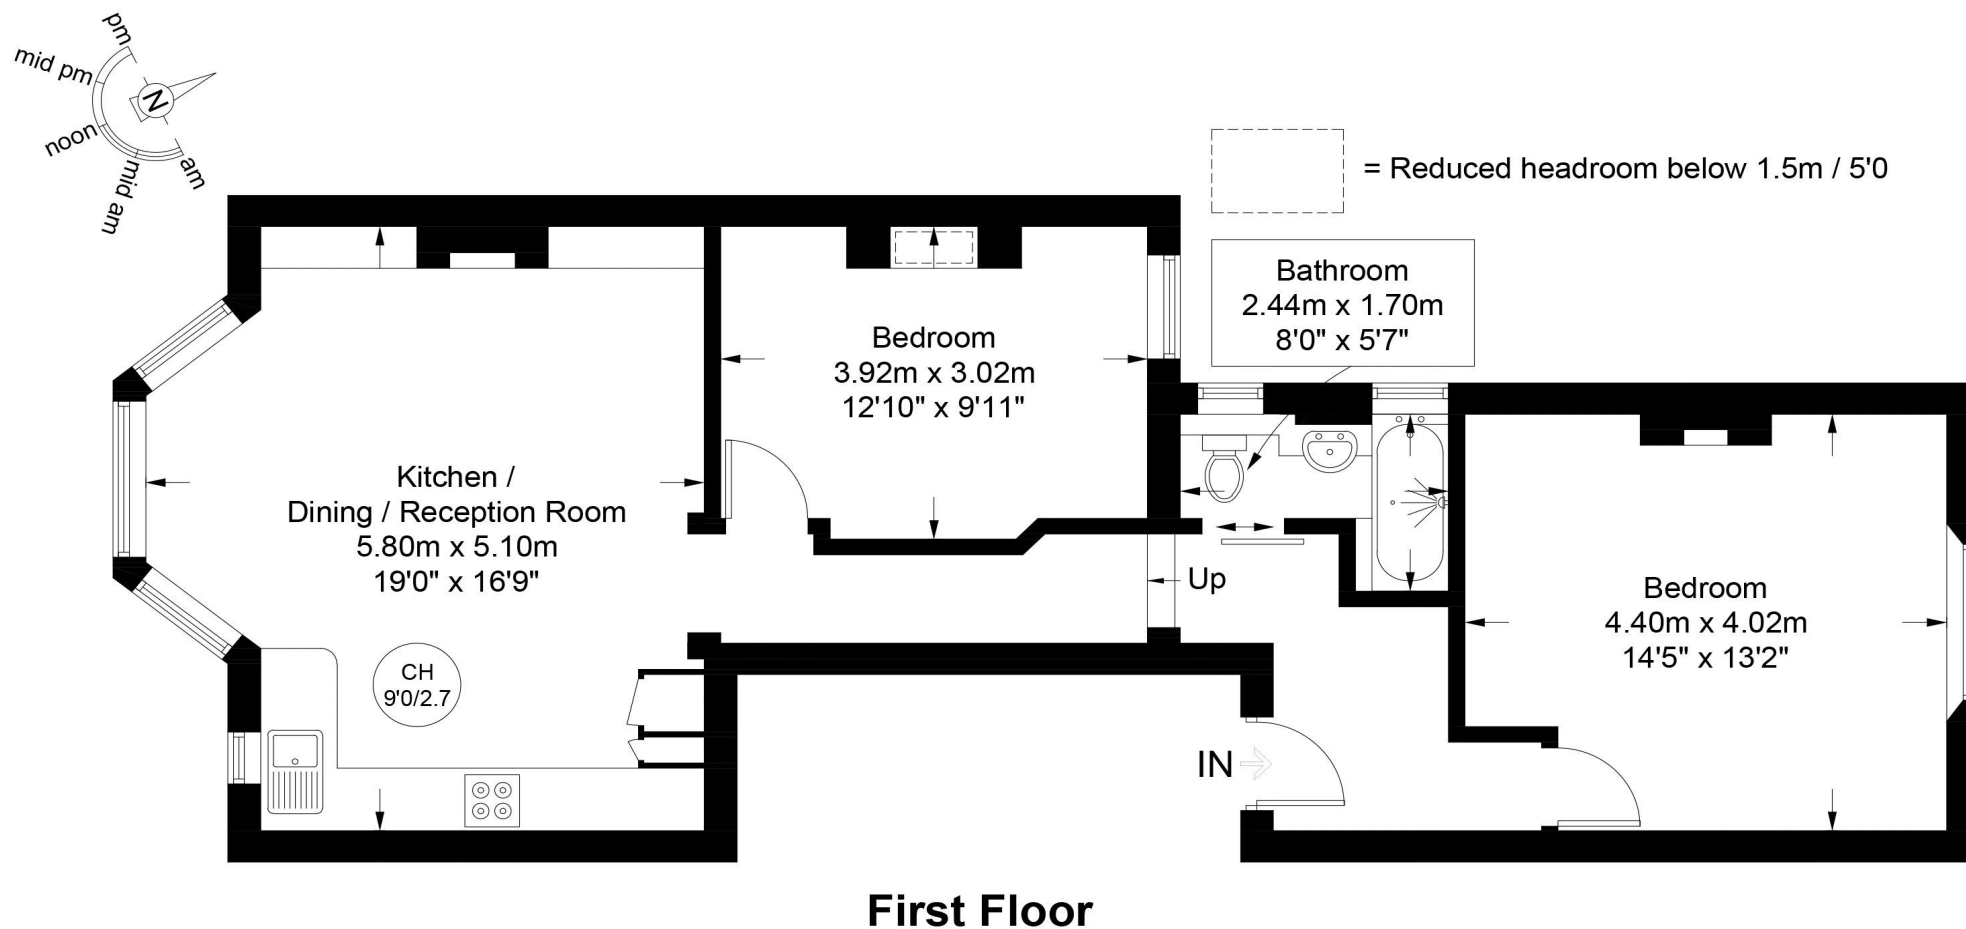 pm
mid pm
N
noon
mid am
am
= Reduced headroom below 1.5m / 5'0
Bathroom
2.44m x 1.70m
8'0" x 5'7"
Bedroom
3.92m x 3.02m
12'10" x 9'11"
Kitchen /
Dining / Reception Room
5.80m x 5.10m
19'0" x 16'9"
Up
Bedroom
4.40m x 4.02m
14'5" x 13'2"
CH
9'0/2.7
IN
First Floor